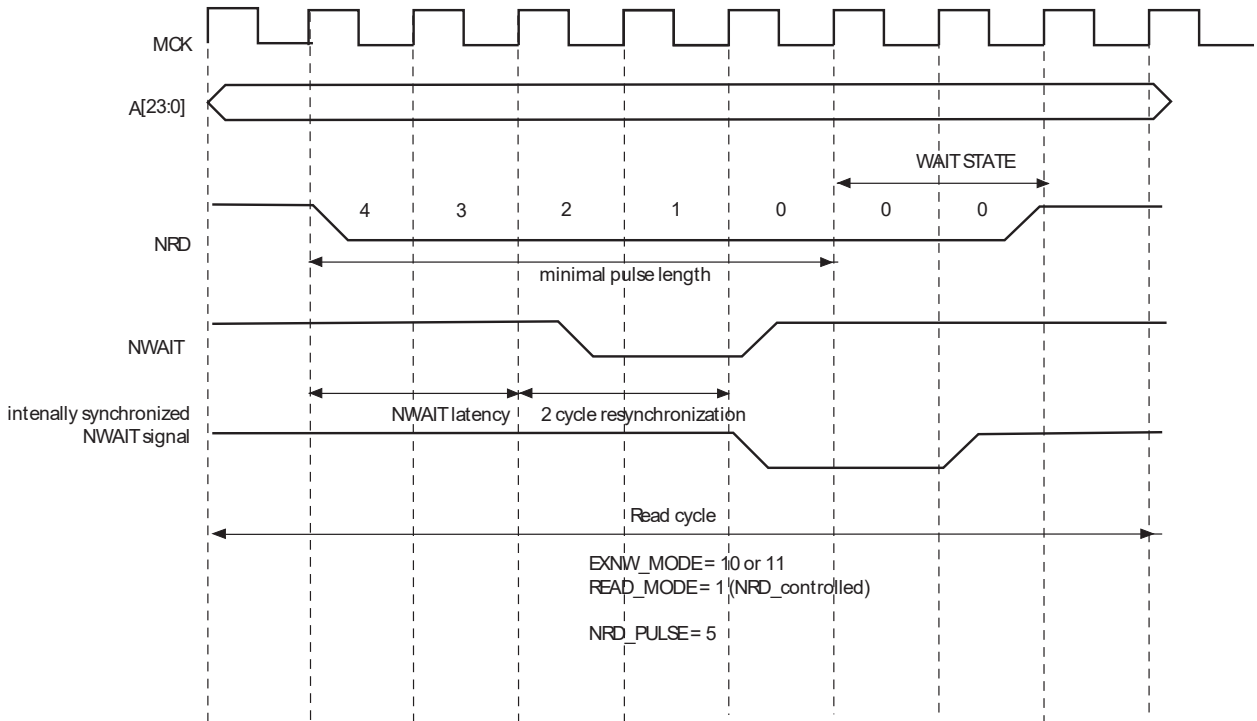 MCK
A[23:0]
WAIT STATE
4 3 2 1 0 0 0
NRD
minimal pulse length
NWAIT
intenally synchronized
NWAIT signal
NWAIT latency
2 cycle resynchronization
Read cycle
EXNW_MODE = 10 or 11
READ_MODE = 1 (NRD_controlled)
NRD_PULSE = 5